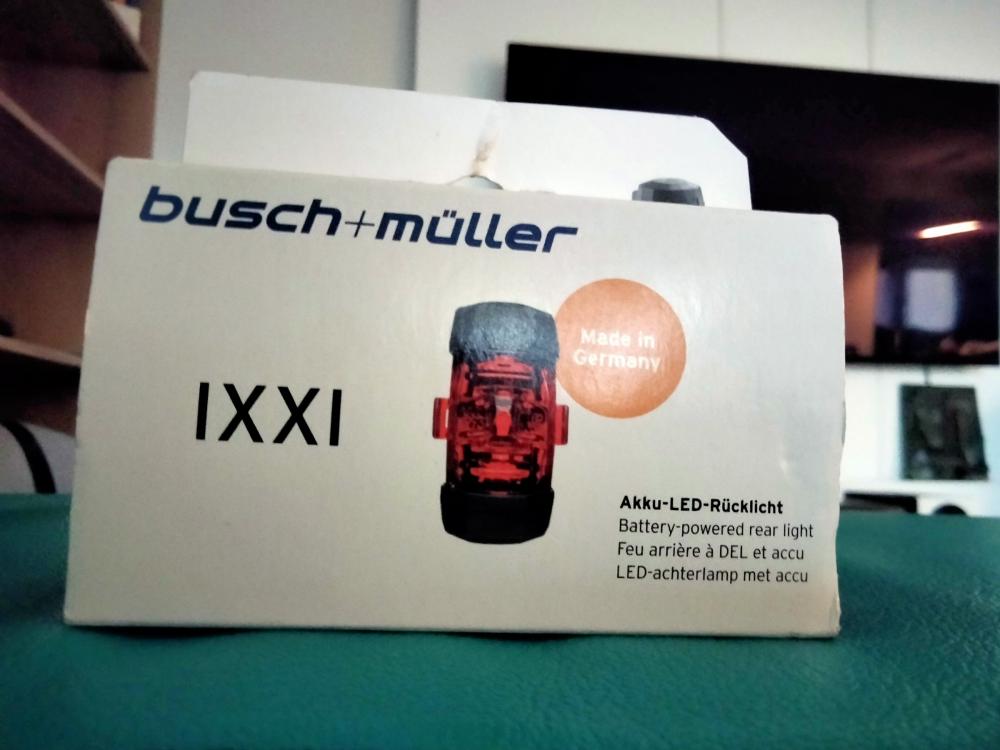 busch+müller
Made in
Germany
IXXI
Akku-LED-Rücklicht
Battery-powered rear light
Feu arrière à DEL et accu
LED-achterlamp met accu